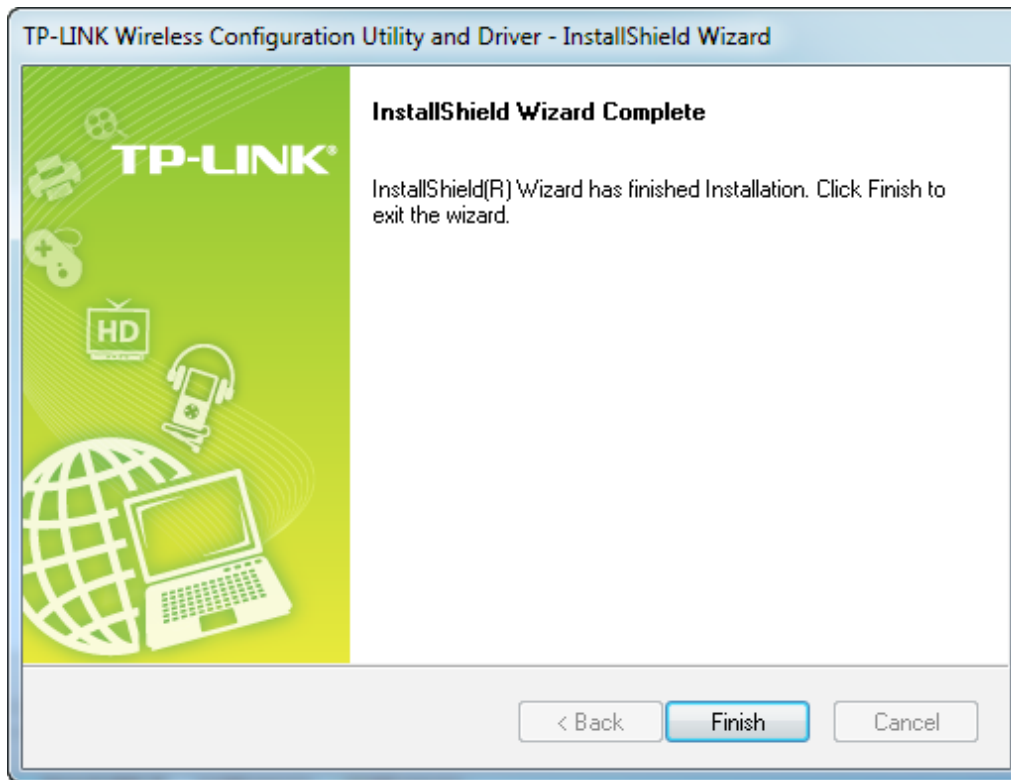 TP-LINK Wireless Configuration Utility and Driver - InstallShield Wizard
TP-LINK®
HD
InstallShield Wizard Complete
InstallShield(R) Wizard has finished Installation. Click Finish to
exit the wizard.
< Back
Finish
Cancel